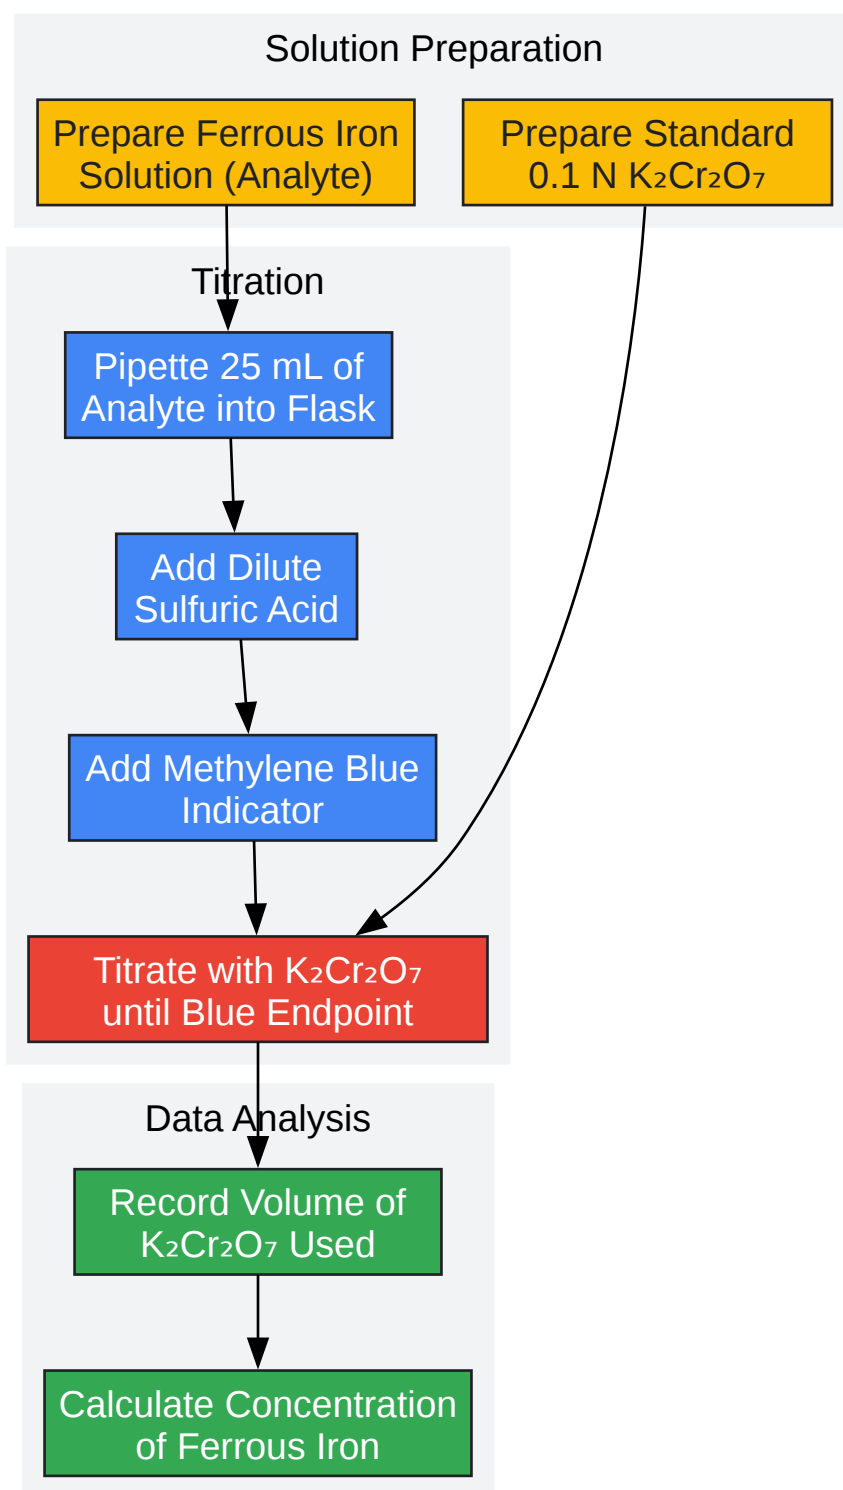 Solution Preparation
Prepare Ferrous Iron
Solution (Analyte)
Prepare Standard
0.1 N K₂Cr₂O₇
Titration
Pipette 25 mL of
Analyte into Flask
Add Dilute
Sulfuric Acid
Add Methylene Blue
Indicator
Titrate with K₂Cr₂O₇
until Blue Endpoint
Data Analysis
Record Volume of
K₂Cr₂O₇ Used
Calculate Concentration
of Ferrous Iron